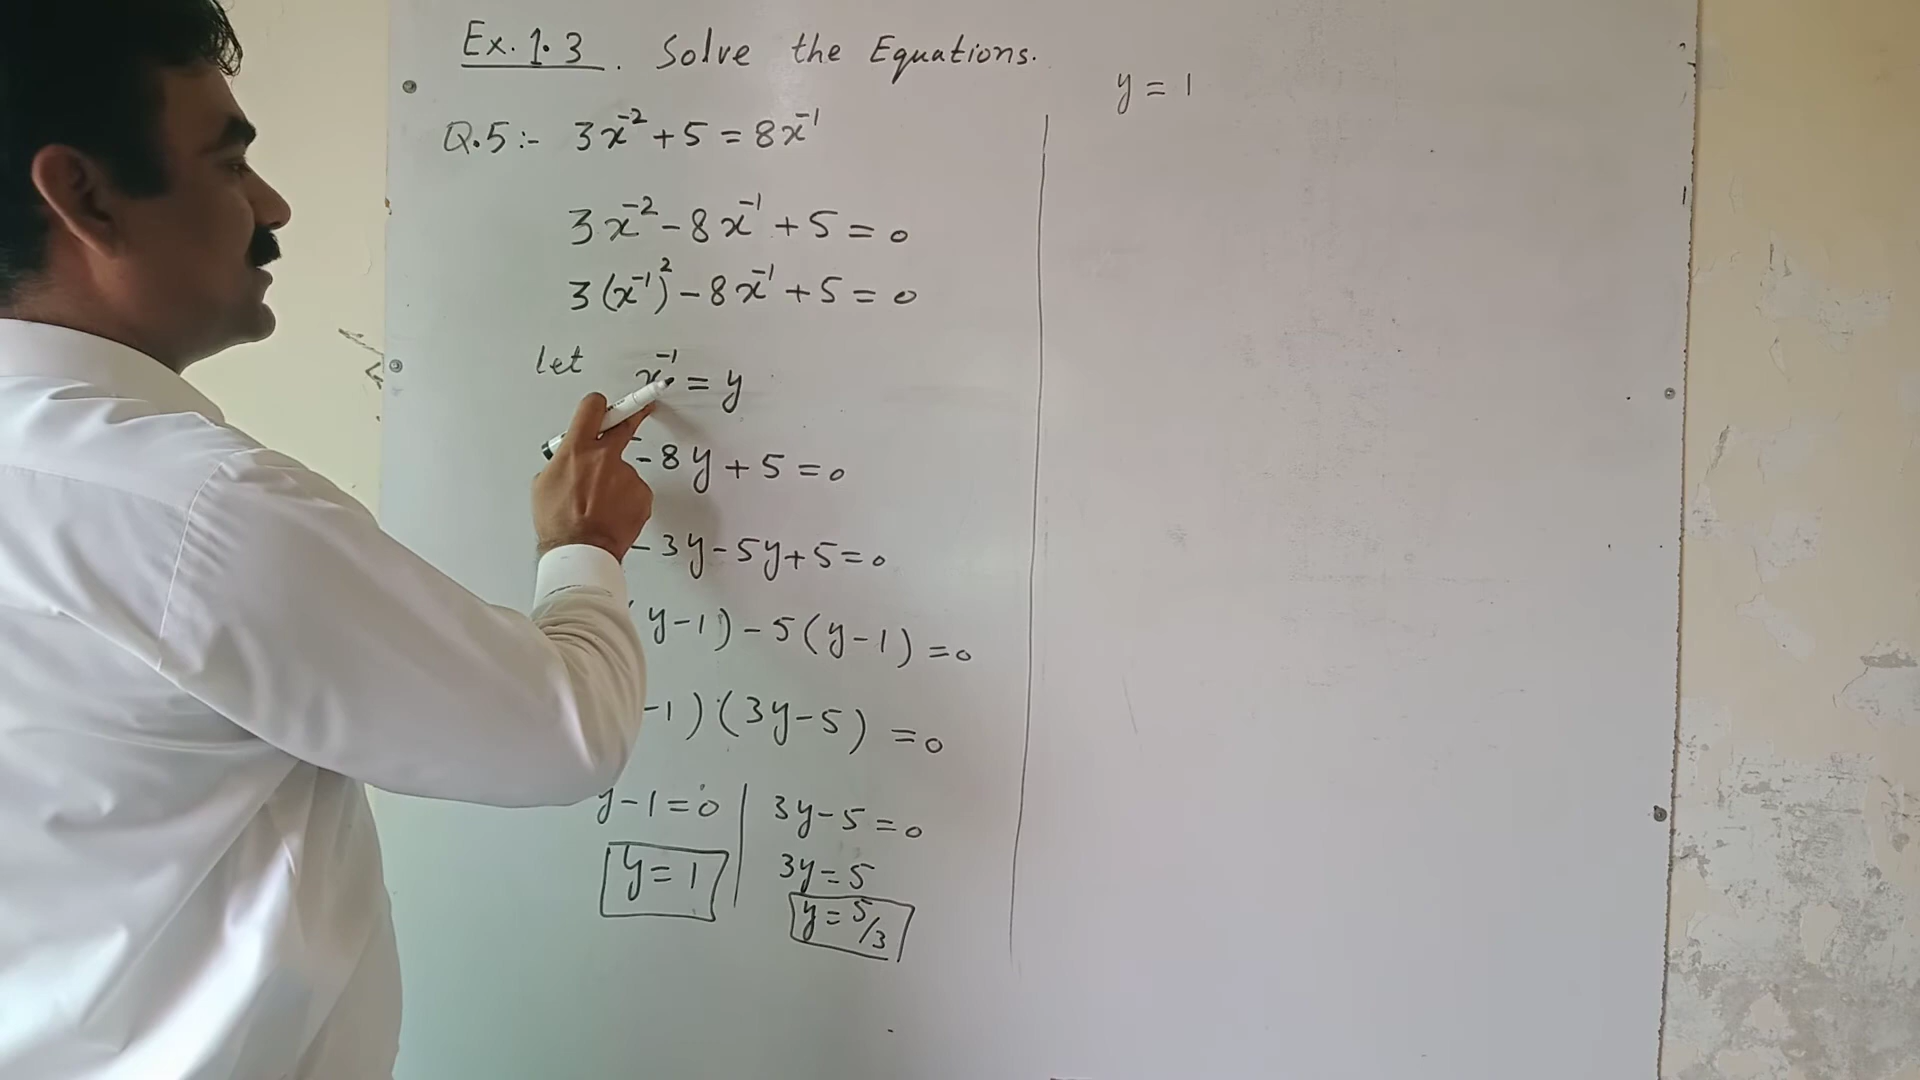 Ex. 1.3. Solve the Equations.
Q.5:- 3x⁻² + 5 = 8x⁻¹
3x⁻² - 8x⁻¹ + 5 = 0
3(x⁻¹)² - 8x⁻¹ + 5 = 0
let x⁻¹ = y
- 8y + 5 = 0
- 3y - 5y + 5 = 0
y - 1) - 5(y - 1) = 0
- 1)(3y - 5) = 0
y - 1 = 0 | 3y - 5 = 0
y = 1
3y = 5
y = 5/3
y = 1